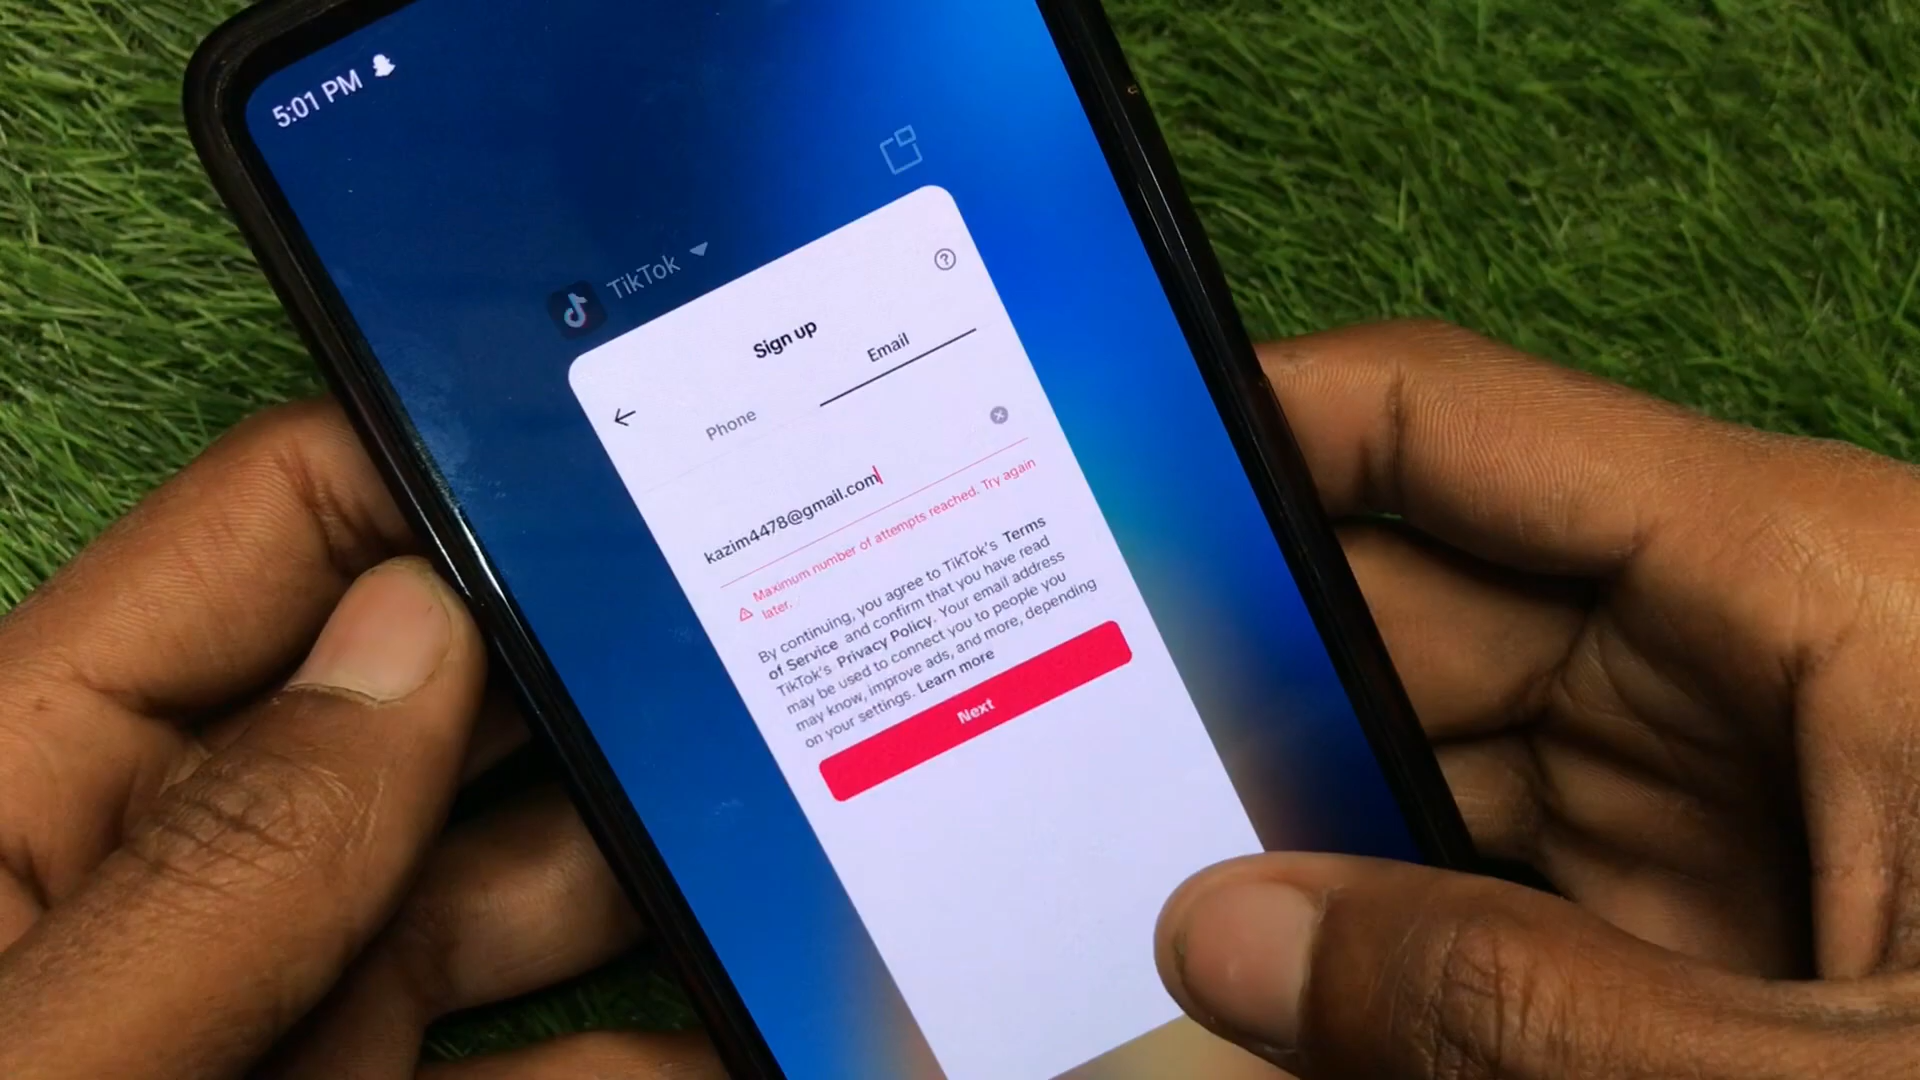 5:01 PM
TikTok
Sign up
Phone
Email
kazim4478@gmail.com
Maximum number of attempts reached. Try again
later.
By continuing, you agree to TikTok's Terms
of Service and confirm that you have read
TikTok's Privacy Policy. Your email address
may be used to connect you to people you
may know, improve ads, and more, depending
on your settings. Learn more
Next